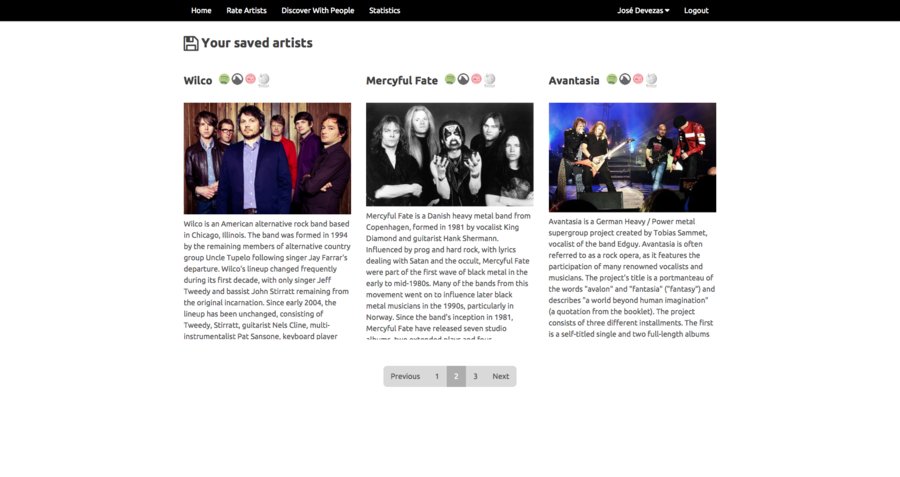 Home Rate Artists Discover With People Statistics José Devezas Logout
Your saved artists
Wilco
Wilco is an American alternative rock band based
in Chicago, Illinois. The band was formed in 1994
by the remaining members of alternative country
group Uncle Tupelo following singer Jay Farrar's
departure. Wilco's lineup changed frequently
during its first decade, with only singer Jeff
Tweedy and bassist John Stirratt remaining from
the original incarnation. Since early 2004, the
lineup has been unchanged, consisting of
Tweedy, Stirratt, guitarist Nels Cline, multi-
instrumentalist Pat Sansone, keyboard player
Mercyful Fate
Mercyful Fate is a Danish heavy metal band from
Copenhagen, formed in 1981 by vocalist King
Diamond and guitarist Hank Shermann.
Influenced by prog and hard rock, with lyrics
dealing with Satan and the occult, Mercyful Fate
were part of the first wave of black metal in the
early to mid-1980s. Many of the bands from this
movement went on to influence later black
metal musicians in the 1990s, particularly in
Norway. Since the band's inception in 1981,
Mercyful Fate have released seven studio
albums, two extended plays and four
Avantasia
Avantasia is a German Heavy / Power metal
supergroup project created by Tobias Sammet,
vocalist of the band Edguy. Avantasia is often
referred to as a rock opera, as it features the
participation of many renowned vocalists and
musicians. The project's title is a portmanteau of
the words "avalon" and "fantasia" ("fantasy") and
describes "a world beyond human imagination"
(a quotation from the booklet). The project
consists of three different installments. The first
is a self-titled single and two full-length albums
Previous 1 2 3 Next